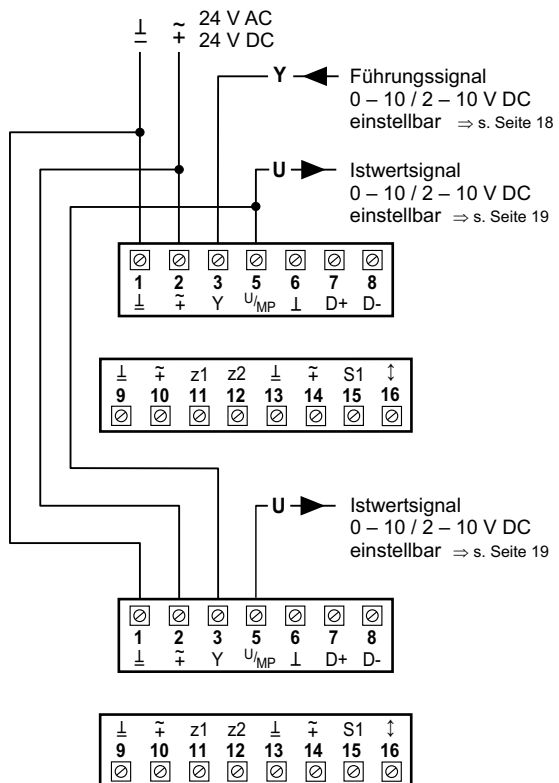 ⊥ ~ 24 V AC
+ 24 V DC
Y Führungssignal
0 – 10 / 2 – 10 V DC
einstellbar ⇒ s. Seite 18
U Istwertsignal
0 – 10 / 2 – 10 V DC
einstellbar ⇒ s. Seite 19
1 2 3 5 6 7 8
⊥ ~+ Y U/MP ⊥ D+ D-
⊥ ~+ z1 z2 ⊥ ~+ S1 ↕
9 10 11 12 13 14 15 16
U Istwertsignal
0 – 10 / 2 – 10 V DC
einstellbar ⇒ s. Seite 19
1 2 3 5 6 7 8
⊥ ~+ Y U/MP ⊥ D+ D-
⊥ ~+ z1 z2 ⊥ ~+ S1 ↕
9 10 11 12 13 14 15 16